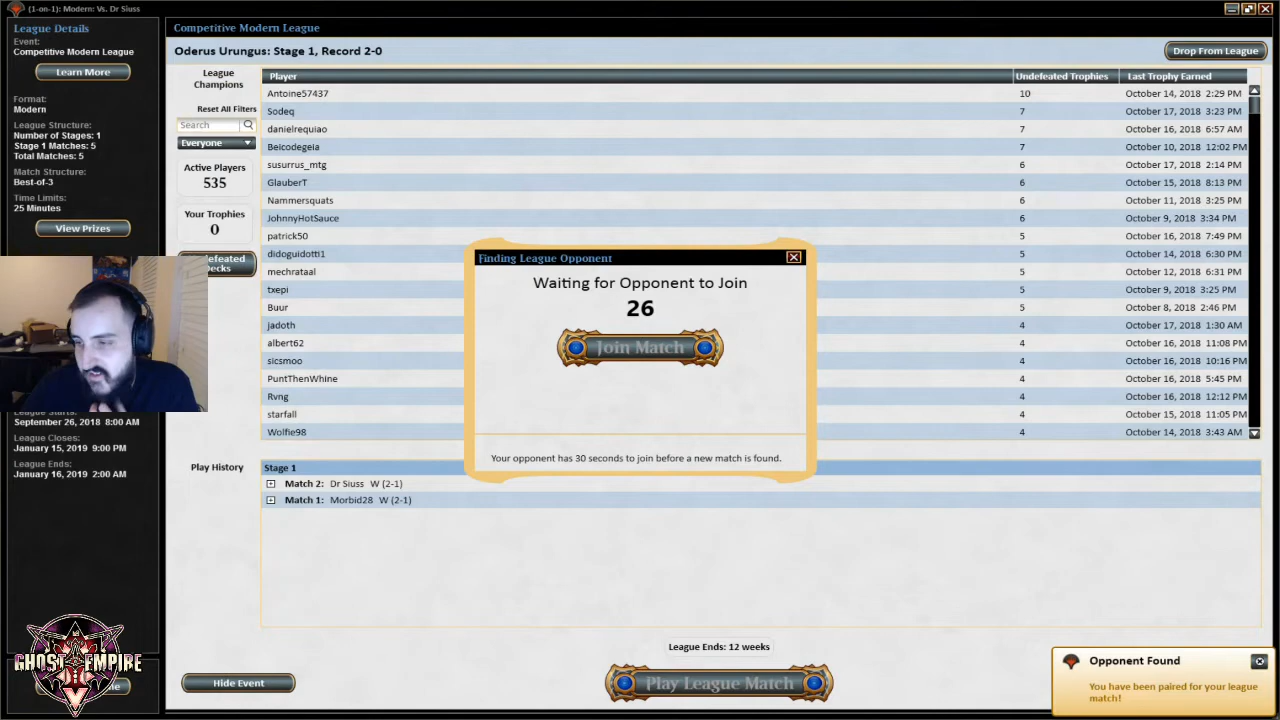 (1-on-1): Modern: Vs. Dr Siuss
League Details
Event:
Competitive Modern League
Learn More
Format:
Modern
League Structure:
Number of Stages: 1
Stage 1 Matches: 5
Total Matches: 5
Match Structure:
Best-of-3
Time Limits:
25 Minutes
View Prizes
League Starts:
September 26, 2018 8:00 AM
League Closes:
January 15, 2019 9:00 PM
League Ends:
January 16, 2019 2:00 AM
GHOST EMPIRE
Competitive Modern League
Oderus Urungus: Stage 1, Record 2-0
Drop From League
League Champions
Reset All Filters
Search
Everyone
Active Players
535
Your Trophies
0
Decks
Player Undefeated Trophies Last Trophy Earned
Antoine57437 10 October 14, 2018 2:29 PM
Sodeq 7 October 17, 2018 3:23 PM
danielrequiao 7 October 16, 2018 6:57 AM
Beicodegeia 7 October 10, 2018 12:02 PM
susurrus_mtg 6 October 17, 2018 2:14 PM
GlauberT 6 October 15, 2018 8:13 PM
Nammersquats 6 October 11, 2018 3:25 PM
JohnnyHotSauce 6 October 9, 2018 3:34 PM
patrick50 5 October 16, 2018 7:49 PM
didoguidotti1 5 October 14, 2018 6:30 PM
mechrataal 5 October 12, 2018 6:31 PM
txepi 5 October 9, 2018 3:25 PM
Buur 5 October 8, 2018 2:46 PM
jadoth 4 October 17, 2018 1:30 AM
albert62 4 October 16, 2018 11:08 PM
sicsmoo 4 October 16, 2018 10:16 PM
PuntThenWhine 4 October 16, 2018 5:45 PM
Rvng 4 October 16, 2018 12:12 PM
starfall 4 October 15, 2018 11:05 PM
Wolfie98 4 October 14, 2018 3:43 AM
Finding League Opponent
Waiting for Opponent to Join
26
Join Match
Your opponent has 30 seconds to join before a new match is found.
Play History
Stage 1
Match 2: Dr Siuss W (2-1)
Match 1: Morbid28 W (2-1)
League Ends: 12 weeks
Hide Event
Play League Match
Opponent Found
You have been paired for your league
match!